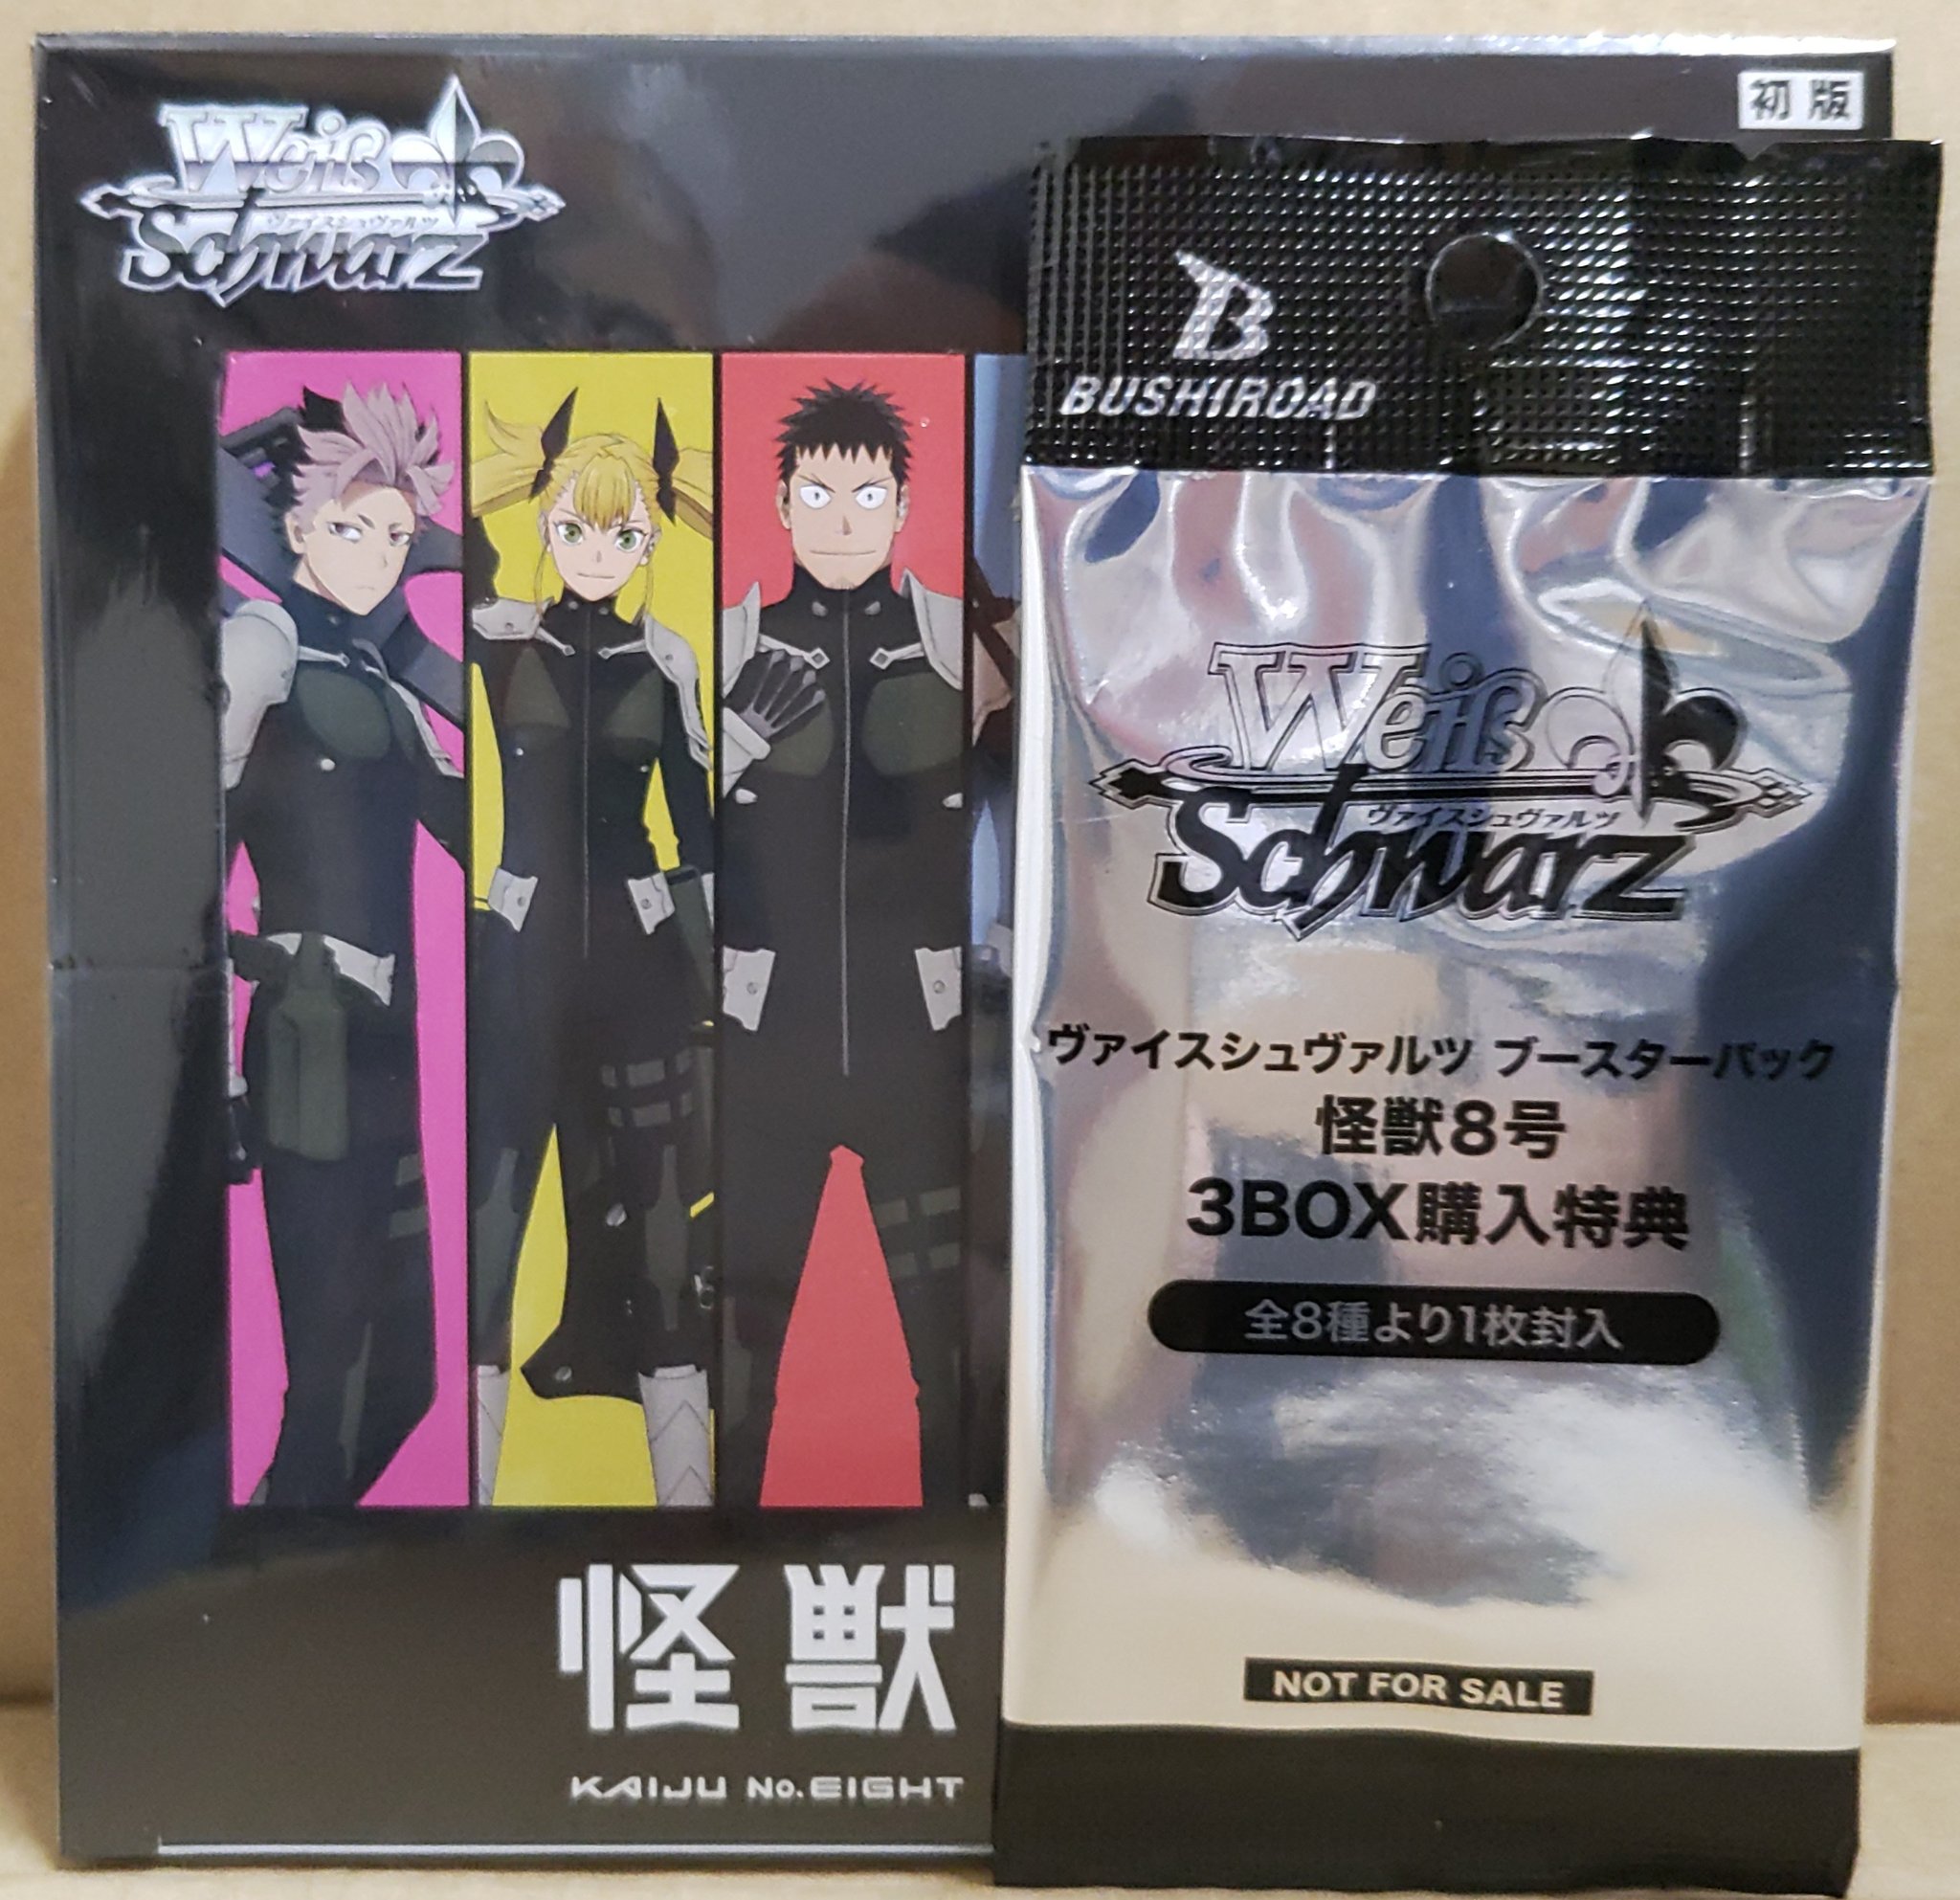 Weiß
ヴァイスシュヴァルツ
Schwarz
初版
B
BUSHIROAD
Weiß
ヴァイスシュヴァルツ
Schwarz
ヴァイスシュヴァルツ ブースターパック
怪獣8号
3BOX購入特典
全8種より1枚封入
NOT FOR SALE
怪獣
KAIJU No.EIGHT